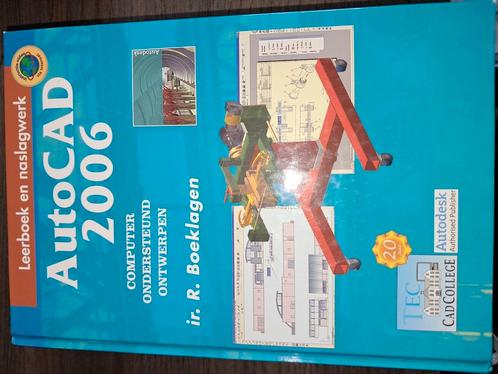 Leerboek en naslagwerk
AutoCAD
2006
Autodesk
COMPUTER
ONDERSTEUND
ONTWERPEN
ir. R. Boeklagen
20
TEC
CADCOLLEGE
Autodesk
Authorised Publisher